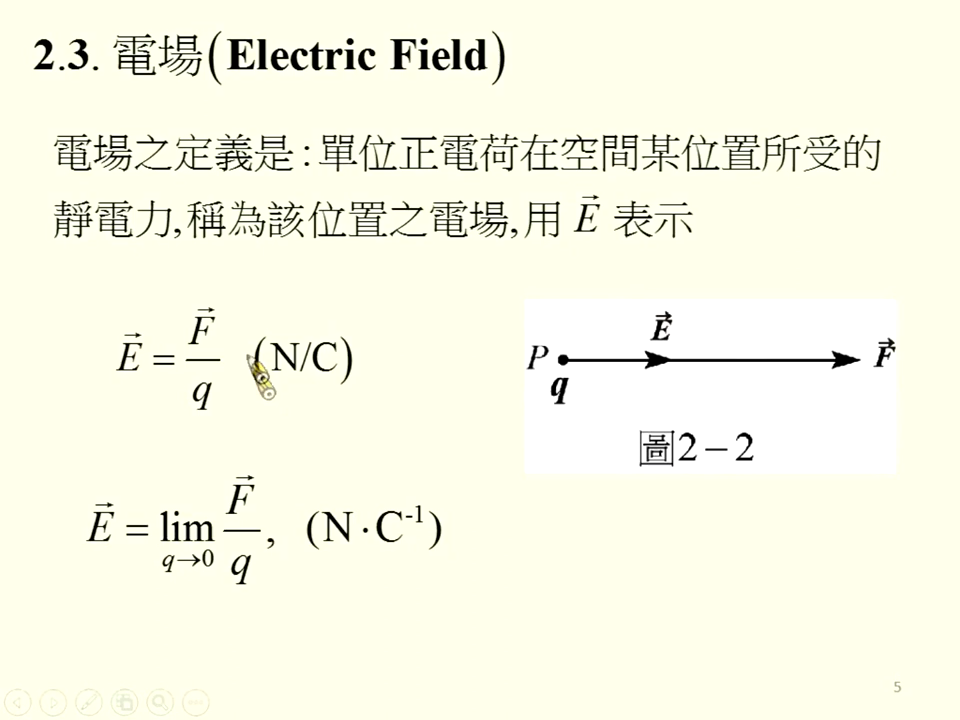 2.3. 電場(Electric Field)
電場之定義是:單位正電荷在空間某位置所受的
靜電力,稱為該位置之電場,用 E⃗ 表示
E⃗ = F⃗/q (N/C)
E⃗
P
F⃗
q
圖2-2
E⃗ = lim_{q→0} F⃗/q, (N·C⁻¹)
5